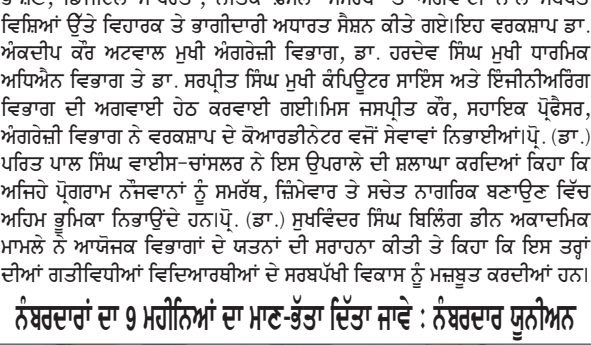 ਵਿਸ਼ਿਆਂ ਉੱਤੇ ਵਿਹਾਰਕ ਤੇ ਭਾਗੀਦਾਰੀ ਅਧਾਰਤ ਸੈਸ਼ਨ ਕੀਤੇ ਗਏ।ਇਹ ਵਰਕਸ਼ਾਪ ਡਾ.
ਅੰਕਦੀਪ ਕੌਰ ਅਟਵਾਲ ਮੁਖੀ ਅੰਗਰੇਜ਼ੀ ਵਿਭਾਗ, ਡਾ. ਹਰਦੇਵ ਸਿੰਘ ਮੁਖੀ ਧਾਰਮਿਕ
ਅਧਿਐਨ ਵਿਭਾਗ ਤੇ ਡਾ. ਸਰਪ੍ਰੀਤ ਸਿੰਘ ਮੁਖੀ ਕੰਪਿਊਟਰ ਸਾਇੰਸ ਅਤੇ ਇੰਜੀਨੀਅਰਿੰਗ
ਵਿਭਾਗ ਦੀ ਅਗਵਾਈ ਹੇਠ ਕਰਵਾਈ ਗਈ।ਮਿਸ ਜਸਪ੍ਰੀਤ ਕੌਰ, ਸਹਾਇਕ ਪ੍ਰੋਫੈਸਰ,
ਅੰਗਰੇਜ਼ੀ ਵਿਭਾਗ ਨੇ ਵਰਕਸ਼ਾਪ ਦੇ ਕੋਆਰਡੀਨੇਟਰ ਵਜੋਂ ਸੇਵਾਵਾਂ ਨਿਭਾਈਆਂ।ਪ੍ਰੋ. (ਡਾ.)
ਪਰਿਤ ਪਾਲ ਸਿੰਘ ਵਾਈਸ-ਚਾਂਸਲਰ ਨੇ ਇਸ ਉਪਰਾਲੇ ਦੀ ਸ਼ਲਾਘਾ ਕਰਦਿਆਂ ਕਿਹਾ ਕਿ
ਅਜਿਹੇ ਪ੍ਰੋਗਰਾਮ ਨੌਜਵਾਨਾਂ ਨੂੰ ਸਮਰੱਥ, ਜ਼ਿੰਮੇਵਾਰ ਤੇ ਸਚੇਤ ਨਾਗਰਿਕ ਬਣਾਉਣ ਵਿੱਚ
ਅਹਿਮ ਭੂਮਿਕਾ ਨਿਭਾਉਂਦੇ ਹਨ।ਪ੍ਰੋ. (ਡਾ.) ਸੁਖਵਿੰਦਰ ਸਿੰਘ ਬਿਲਿੰਗ ਡੀਨ ਅਕਾਦਮਿਕ
ਮਾਮਲੇ ਨੇ ਆਯੋਜਕ ਵਿਭਾਗਾਂ ਦੇ ਯਤਨਾਂ ਦੀ ਸਰਾਹਨਾ ਕੀਤੀ ਤੇ ਕਿਹਾ ਕਿ ਇਸ ਤਰ੍ਹਾਂ
ਦੀਆਂ ਗਤੀਵਿਧੀਆਂ ਵਿਦਿਆਰਥੀਆਂ ਦੇ ਸਰਬਪੱਖੀ ਵਿਕਾਸ ਨੂੰ ਮਜ਼ਬੂਤ ਕਰਦੀਆਂ ਹਨ।
ਨੰਬਰਦਾਰਾਂ ਦਾ 9 ਮਹੀਨਿਆਂ ਦਾ ਮਾਣ-ਭੱਤਾ ਦਿੱਤਾ ਜਾਵੇ : ਨੰਬਰਦਾਰ ਯੂਨੀਅਨ